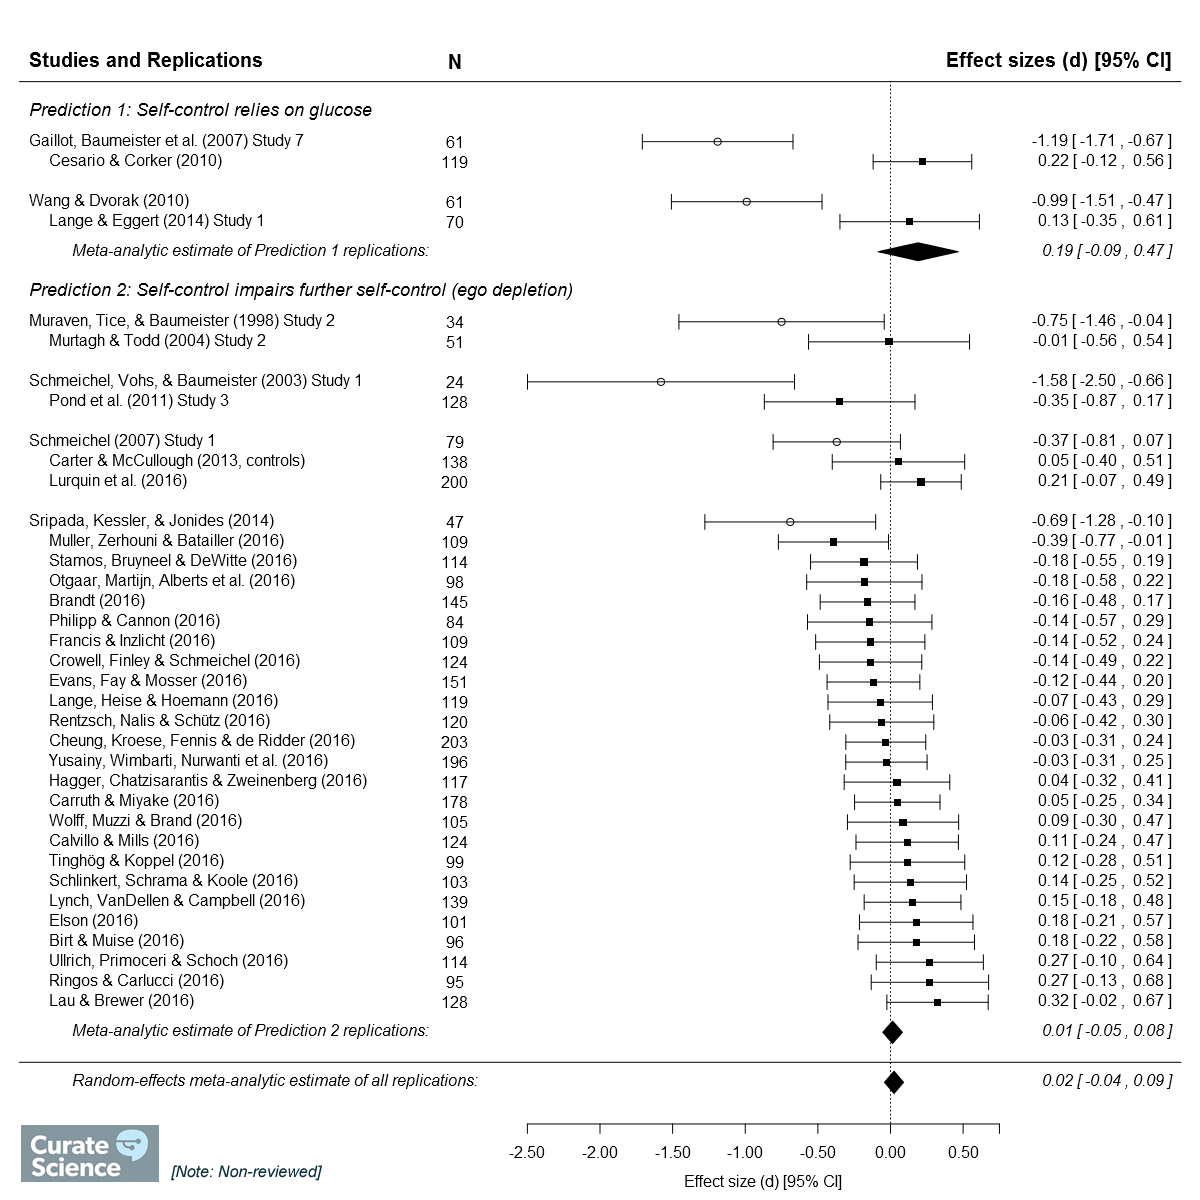 Studies and Replications N Effect sizes (d) [95% CI]
Prediction 1: Self-control relies on glucose
Gaillot, Baumeister et al. (2007) Study 7 61 -1.19 [ -1.71 , -0.67 ]
Cesario & Corker (2010) 119 0.22 [ -0.12 , 0.56 ]
Wang & Dvorak (2010) 61 -0.99 [ -1.51 , -0.47 ]
Lange & Eggert (2014) Study 1 70 0.13 [ -0.35 , 0.61 ]
Meta-analytic estimate of Prediction 1 replications: 0.19 [ -0.09 , 0.47 ]
Prediction 2: Self-control impairs further self-control (ego depletion)
Muraven, Tice, & Baumeister (1998) Study 2 34 -0.75 [ -1.46 , -0.04 ]
Murtagh & Todd (2004) Study 2 51 -0.01 [ -0.56 , 0.54 ]
Schmeichel, Vohs, & Baumeister (2003) Study 1 24 -1.58 [ -2.50 , -0.66 ]
Pond et al. (2011) Study 3 128 -0.35 [ -0.87 , 0.17 ]
Schmeichel (2007) Study 1 79 -0.37 [ -0.81 , 0.07 ]
Carter & McCullough (2013, controls) 138 0.05 [ -0.40 , 0.51 ]
Lurquin et al. (2016) 200 0.21 [ -0.07 , 0.49 ]
Sripada, Kessler, & Jonides (2014) 47 -0.69 [ -1.28 , -0.10 ]
Muller, Zerhouni & Batailler (2016) 109 -0.39 [ -0.77 , -0.01 ]
Stamos, Bruyneel & DeWitte (2016) 114 -0.18 [ -0.55 , 0.19 ]
Otgaar, Martijn, Alberts et al. (2016) 98 -0.18 [ -0.58 , 0.22 ]
Brandt (2016) 145 -0.16 [ -0.48 , 0.17 ]
Philipp & Cannon (2016) 84 -0.14 [ -0.57 , 0.29 ]
Francis & Inzlicht (2016) 109 -0.14 [ -0.52 , 0.24 ]
Crowell, Finley & Schmeichel (2016) 124 -0.14 [ -0.49 , 0.22 ]
Evans, Fay & Mosser (2016) 151 -0.12 [ -0.44 , 0.20 ]
Lange, Heise & Hoemann (2016) 119 -0.07 [ -0.43 , 0.29 ]
Rentzsch, Nalis & Schütz (2016) 120 -0.06 [ -0.42 , 0.30 ]
Cheung, Kroese, Fennis & de Ridder (2016) 203 -0.03 [ -0.31 , 0.24 ]
Yusainy, Wimbarti, Nurwanti et al. (2016) 196 -0.03 [ -0.31 , 0.25 ]
Hagger, Chatzisarantis & Zweinenberg (2016) 117 0.04 [ -0.32 , 0.41 ]
Carruth & Miyake (2016) 178 0.05 [ -0.25 , 0.34 ]
Wolff, Muzzi & Brand (2016) 105 0.09 [ -0.30 , 0.47 ]
Calvillo & Mills (2016) 124 0.11 [ -0.24 , 0.47 ]
Tinghög & Koppel (2016) 99 0.12 [ -0.28 , 0.51 ]
Schlinkert, Schrama & Koole (2016) 103 0.14 [ -0.25 , 0.52 ]
Lynch, VanDellen & Campbell (2016) 139 0.15 [ -0.18 , 0.48 ]
Elson (2016) 101 0.18 [ -0.21 , 0.57 ]
Birt & Muise (2016) 96 0.18 [ -0.22 , 0.58 ]
Ullrich, Primoceri & Schoch (2016) 114 0.27 [ -0.10 , 0.64 ]
Ringos & Carlucci (2016) 95 0.27 [ -0.13 , 0.68 ]
Lau & Brewer (2016) 128 0.32 [ -0.02 , 0.67 ]
Meta-analytic estimate of Prediction 2 replications: 0.01 [ -0.05 , 0.08 ]
Random-effects meta-analytic estimate of all replications: 0.02 [ -0.04 , 0.09 ]
-2.50 -2.00 -1.50 -1.00 -0.50 0.00 0.50
Effect size (d) [95% CI]
Curate
Science
[Note: Non-reviewed]